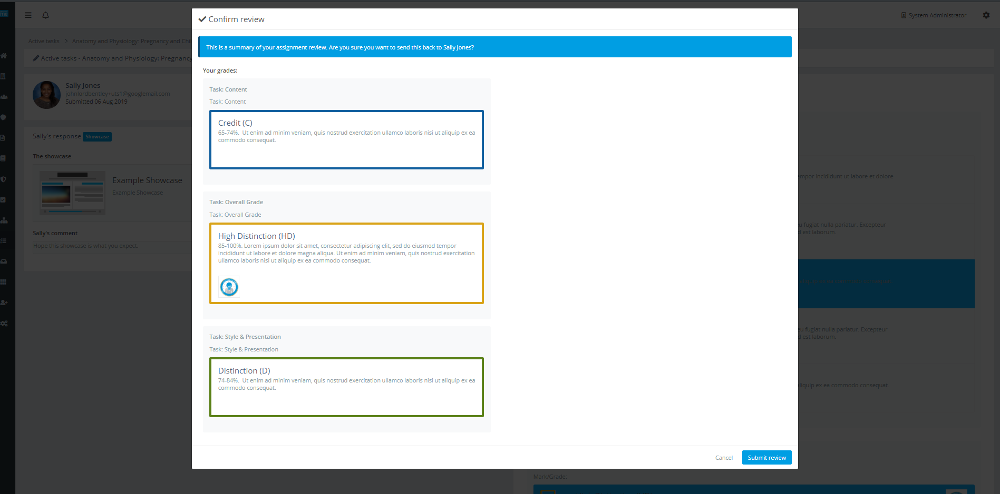 me
System Administrator
Active tasks
Anatomy and Physiology: Pregnancy and Chi
Active tasks - Anatomy and Physiology: Pregnancy
Sally Jones
johnlordbentley+uts1@googlemail.com
Submitted 06 Aug 2019
Sally's response Showcase
The showcase
Example Showcase
Example Showcase
Sally's comment
Hope this showcase is what you expect.
Confirm review
This is a summary of your assignment review. Are you sure you want to send this back to Sally Jones?
Your grades:
Task: Content
Task: Content
Credit (C)
65-74%. Ut enim ad minim veniam, quis nostrud exercitation ullamco laboris nisi ut aliquip ex ea
commodo consequat.
Task: Overall Grade
Task: Overall Grade
High Distinction (HD)
85-100%. Lorem ipsum dolor sit amet, consectetur adipiscing elit, sed do eiusmod tempor
incididunt ut labore et dolore magna aliqua. Ut enim ad minim veniam, quis nostrud exercitation
ullamco laboris nisi ut aliquip ex ea commodo consequat.
Task: Style & Presentation
Task: Style & Presentation
Distinction (D)
74-84%. Ut enim ad minim veniam, quis nostrud exercitation ullamco laboris nisi ut aliquip ex ea
commodo consequat.
Cancel
Submit review
mpor incididunt ut labore et dolore
u fugiat nulla pariatur. Excepteur
d est laborum.
aliquip ex ea commodo consequat.
eu fugiat nulla pariatur. Excepteur
d est laborum.
liquip ex ea commodo consequat.
Mark/Grade: